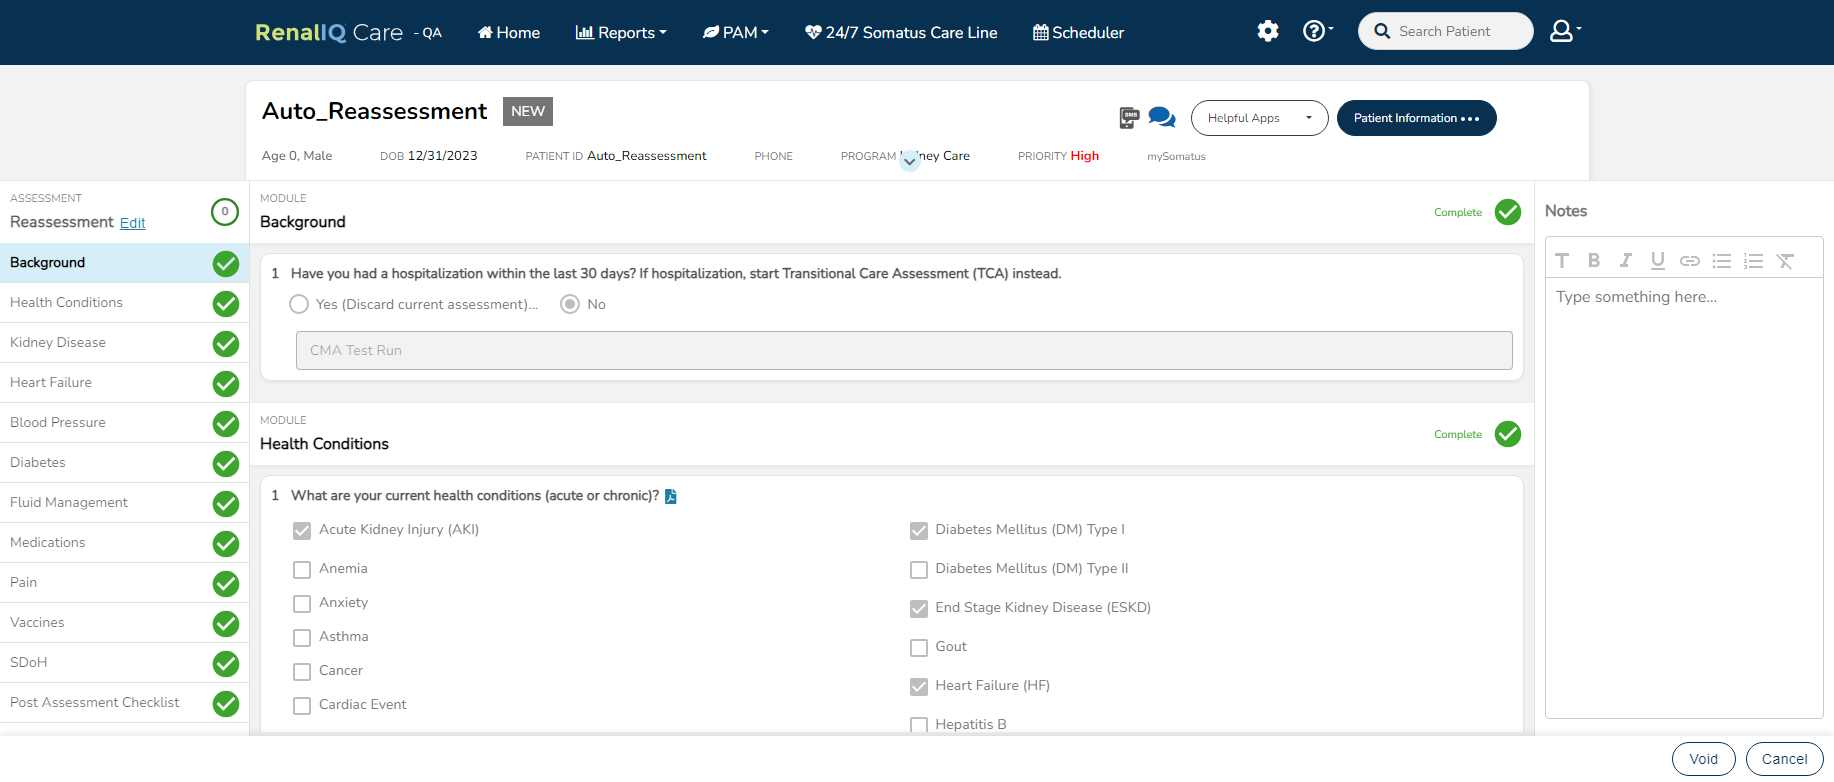 RenalIQ Care - QA
Home
Reports
PAM
24/7 Somatus Care Line
Scheduler
Search Patient
Auto_Reassessment NEW
SMS
Helpful Apps
Patient Information
Age 0, Male
DOB 12/31/2023
PATIENT ID Auto_Reassessment
PHONE
PROGRAM Kidney Care
PRIORITY High
mySomatus
ASSESSMENT
Reassessment Edit
0
Background
Health Conditions
Kidney Disease
Heart Failure
Blood Pressure
Diabetes
Fluid Management
Medications
Pain
Vaccines
SDoH
Post Assessment Checklist
MODULE
Background
Complete
1 Have you had a hospitalization within the last 30 days? If hospitalization, start Transitional Care Assessment (TCA) instead.
Yes (Discard current assessment)...
No
CMA Test Run
MODULE
Health Conditions
Complete
1 What are your current health conditions (acute or chronic)?
Acute Kidney Injury (AKI)
Anemia
Anxiety
Asthma
Cancer
Cardiac Event
Diabetes Mellitus (DM) Type I
Diabetes Mellitus (DM) Type II
End Stage Kidney Disease (ESKD)
Gout
Heart Failure (HF)
Hepatitis B
Notes
Type something here...
Void
Cancel